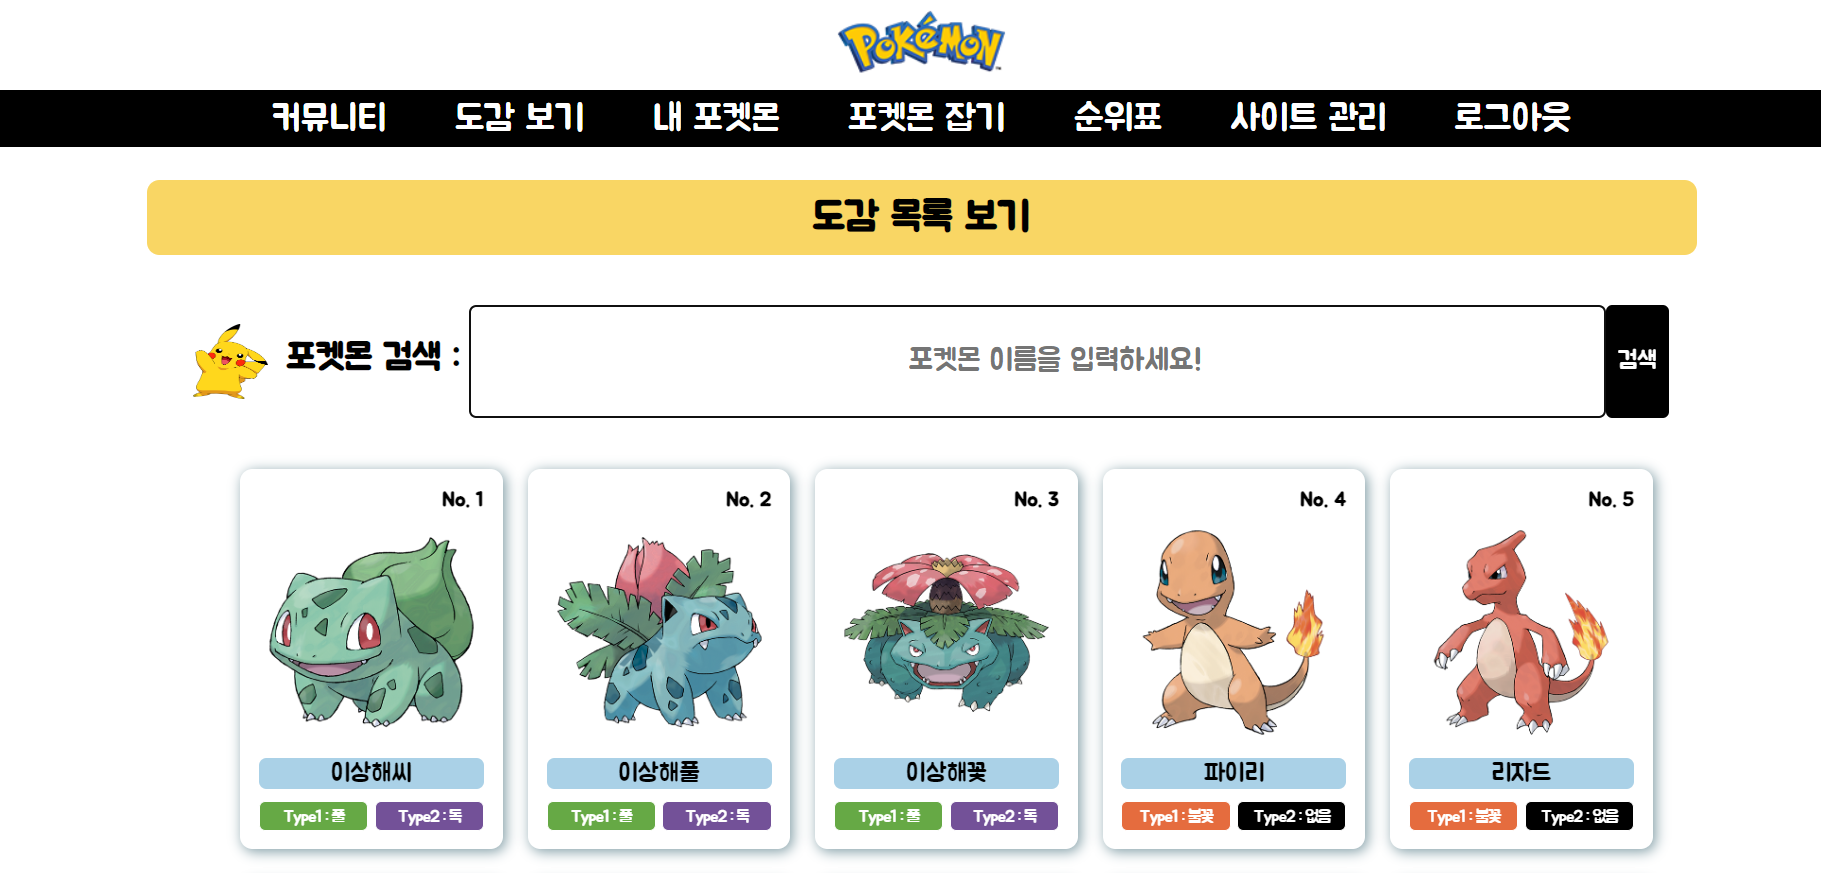 POKéMON
커뮤니티 도감 보기 내 포켓몬 포켓몬 잡기 순위표 사이트 관리 로그아웃
도감 목록 보기
포켓몬 검색 : 포켓몬 이름을 입력하세요! 검색
No. 1
이상해씨
Type1 : 풀 Type2 : 독
No. 2
이상해풀
Type1 : 풀 Type2 : 독
No. 3
이상해꽃
Type1 : 풀 Type2 : 독
No. 4
파이리
Type1 : 불꽃 Type2 : 없음
No. 5
리자드
Type1 : 불꽃 Type2 : 없음